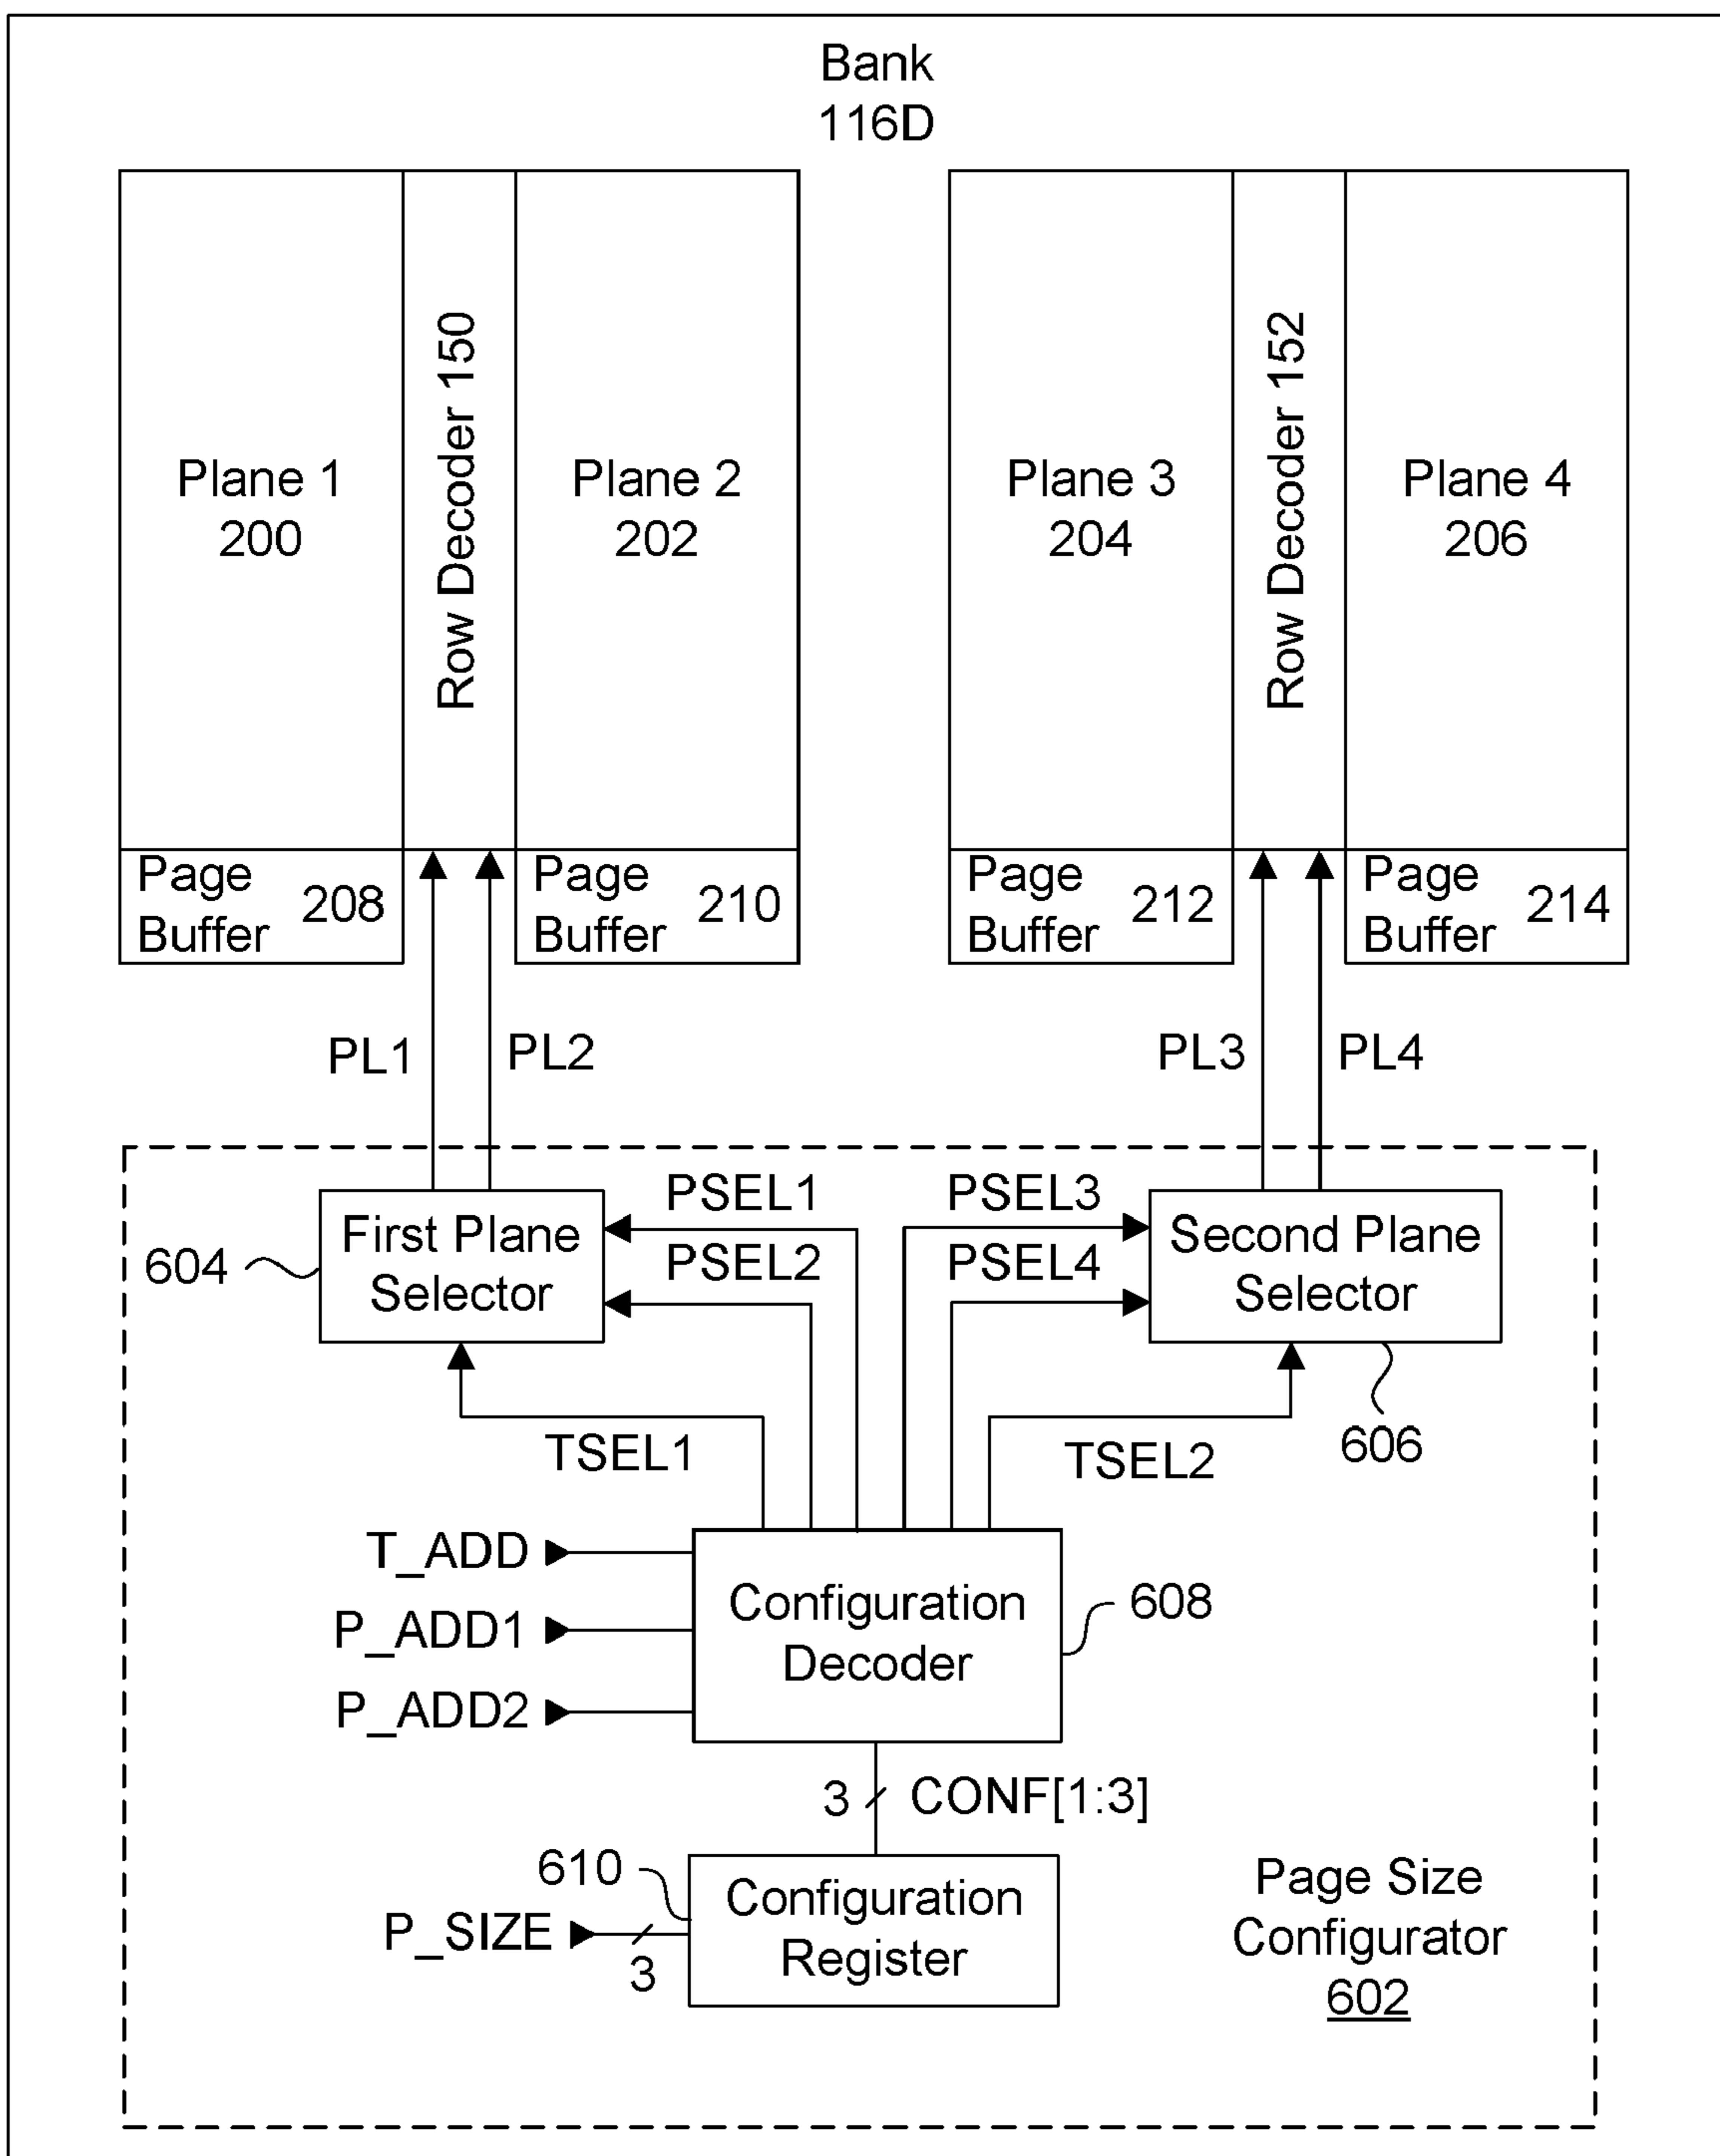 Bank
116D
Plane 1
200
Row Decoder 150
Plane 2
202
Plane 3
204
Row Decoder 152
Plane 4
206
Page
Buffer
208
Page
Buffer
210
Page
Buffer
212
Page
Buffer
214
PL1
PL2
PL3
PL4
PSEL1
PSEL3
First Plane
Selector
604
PSEL2
PSEL4
Second Plane
Selector
606
TSEL1
TSEL2
T_ADD
P_ADD1
P_ADD2
Configuration
Decoder
608
3
CONF[1:3]
610
P_SIZE
3
Configuration
Register
Page Size
Configurator
602